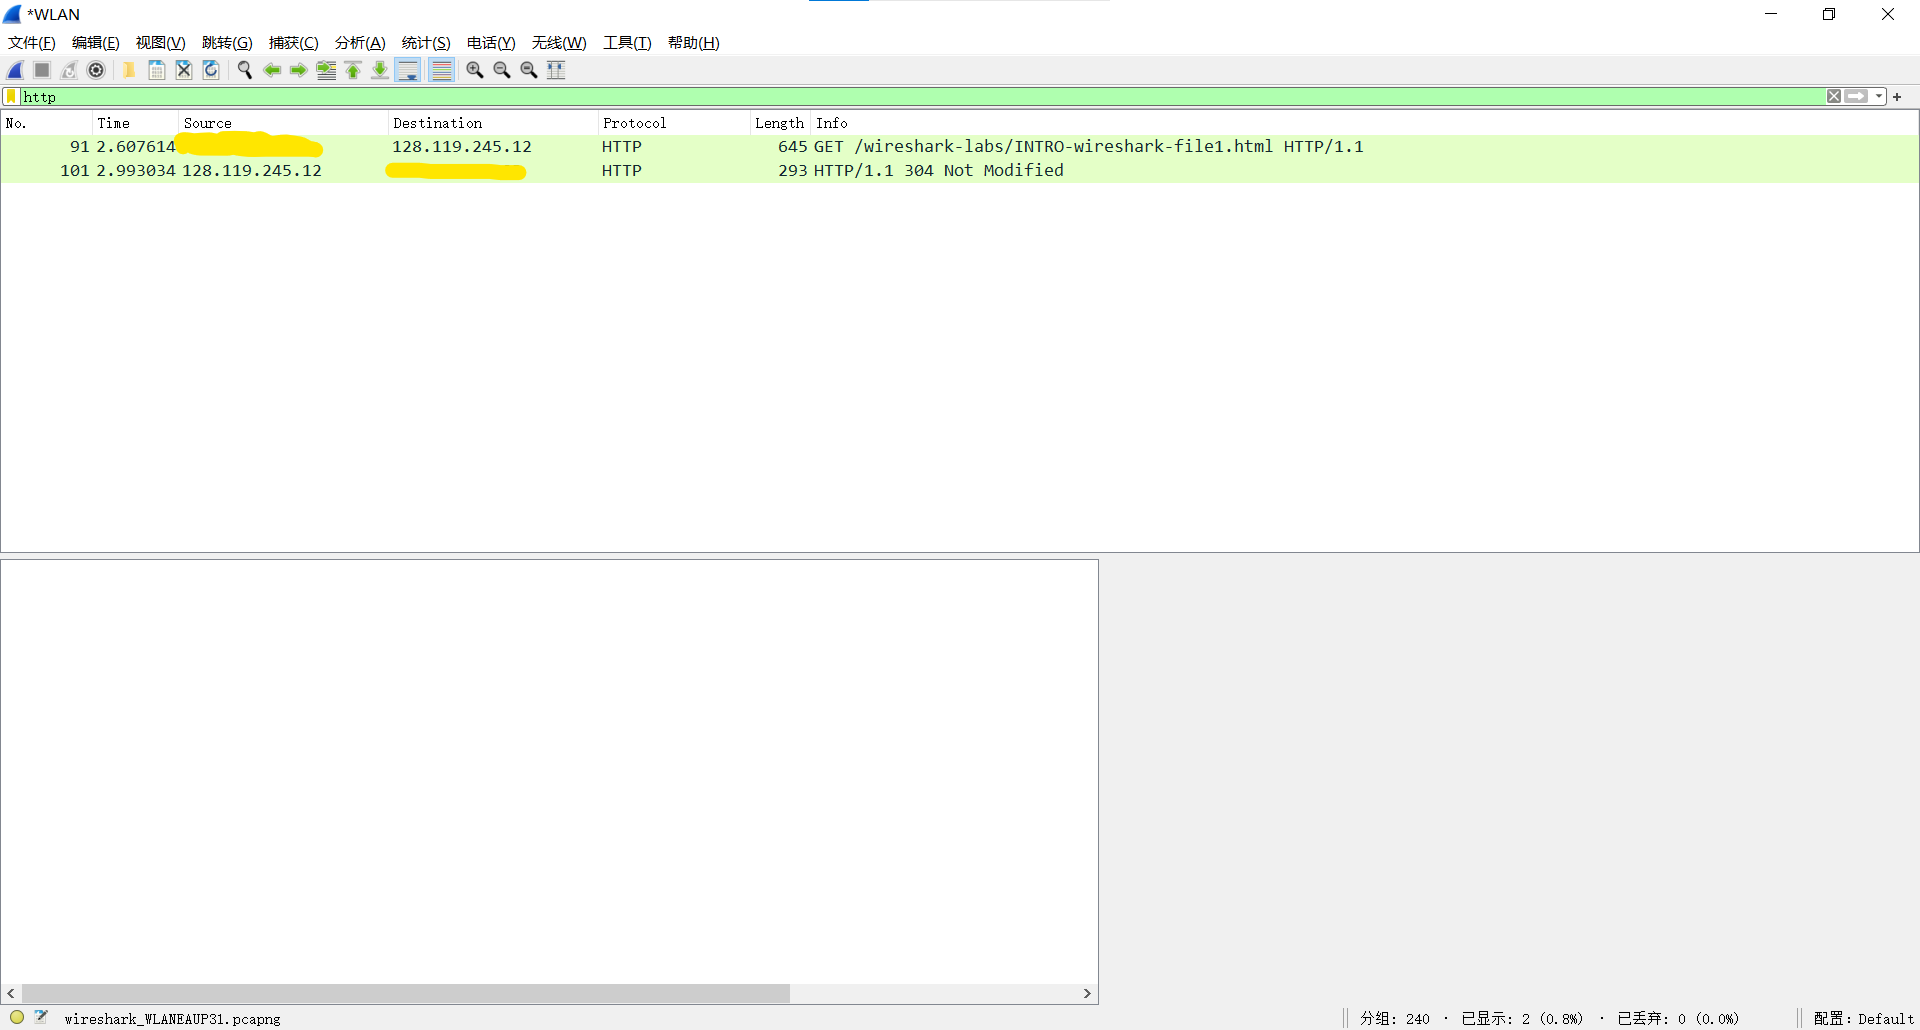 *WLAN
文件(F) 编辑(E) 视图(V) 跳转(G) 捕获(C) 分析(A) 统计(S) 电话(Y) 无线(W) 工具(T) 帮助(H)
http
No. Time Source Destination Protocol Length Info
91 2.607614 128.119.245.12 HTTP 645 GET /wireshark-labs/INTRO-wireshark-file1.html HTTP/1.1
101 2.993034 128.119.245.12 HTTP 293 HTTP/1.1 304 Not Modified
wireshark_WLANEAUP31.pcapng 分组: 240 · 已显示: 2 (0.8%) · 已丢弃: 0 (0.0%) 配置: Default